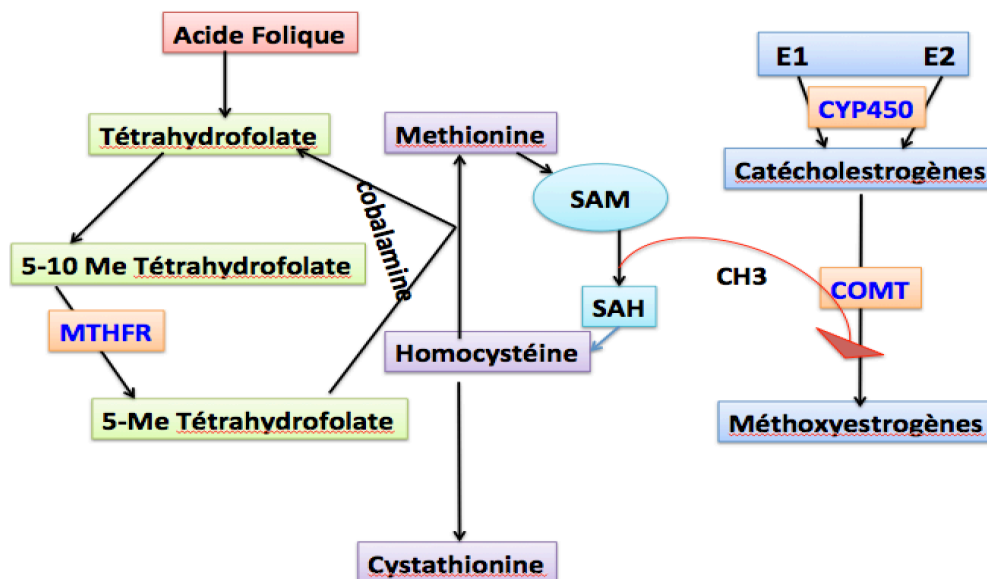 Acide Folique
Tétrahydrofolate
5-10 Me Tétrahydrofolate
MTHFR
5-Me Tétrahydrofolate
cobalamine
Methionine
SAM
SAH
Homocystéine
Cystathionine
CH3
E1 E2
CYP450
Catécholestrogènes
COMT
Méthoxyestrogènes